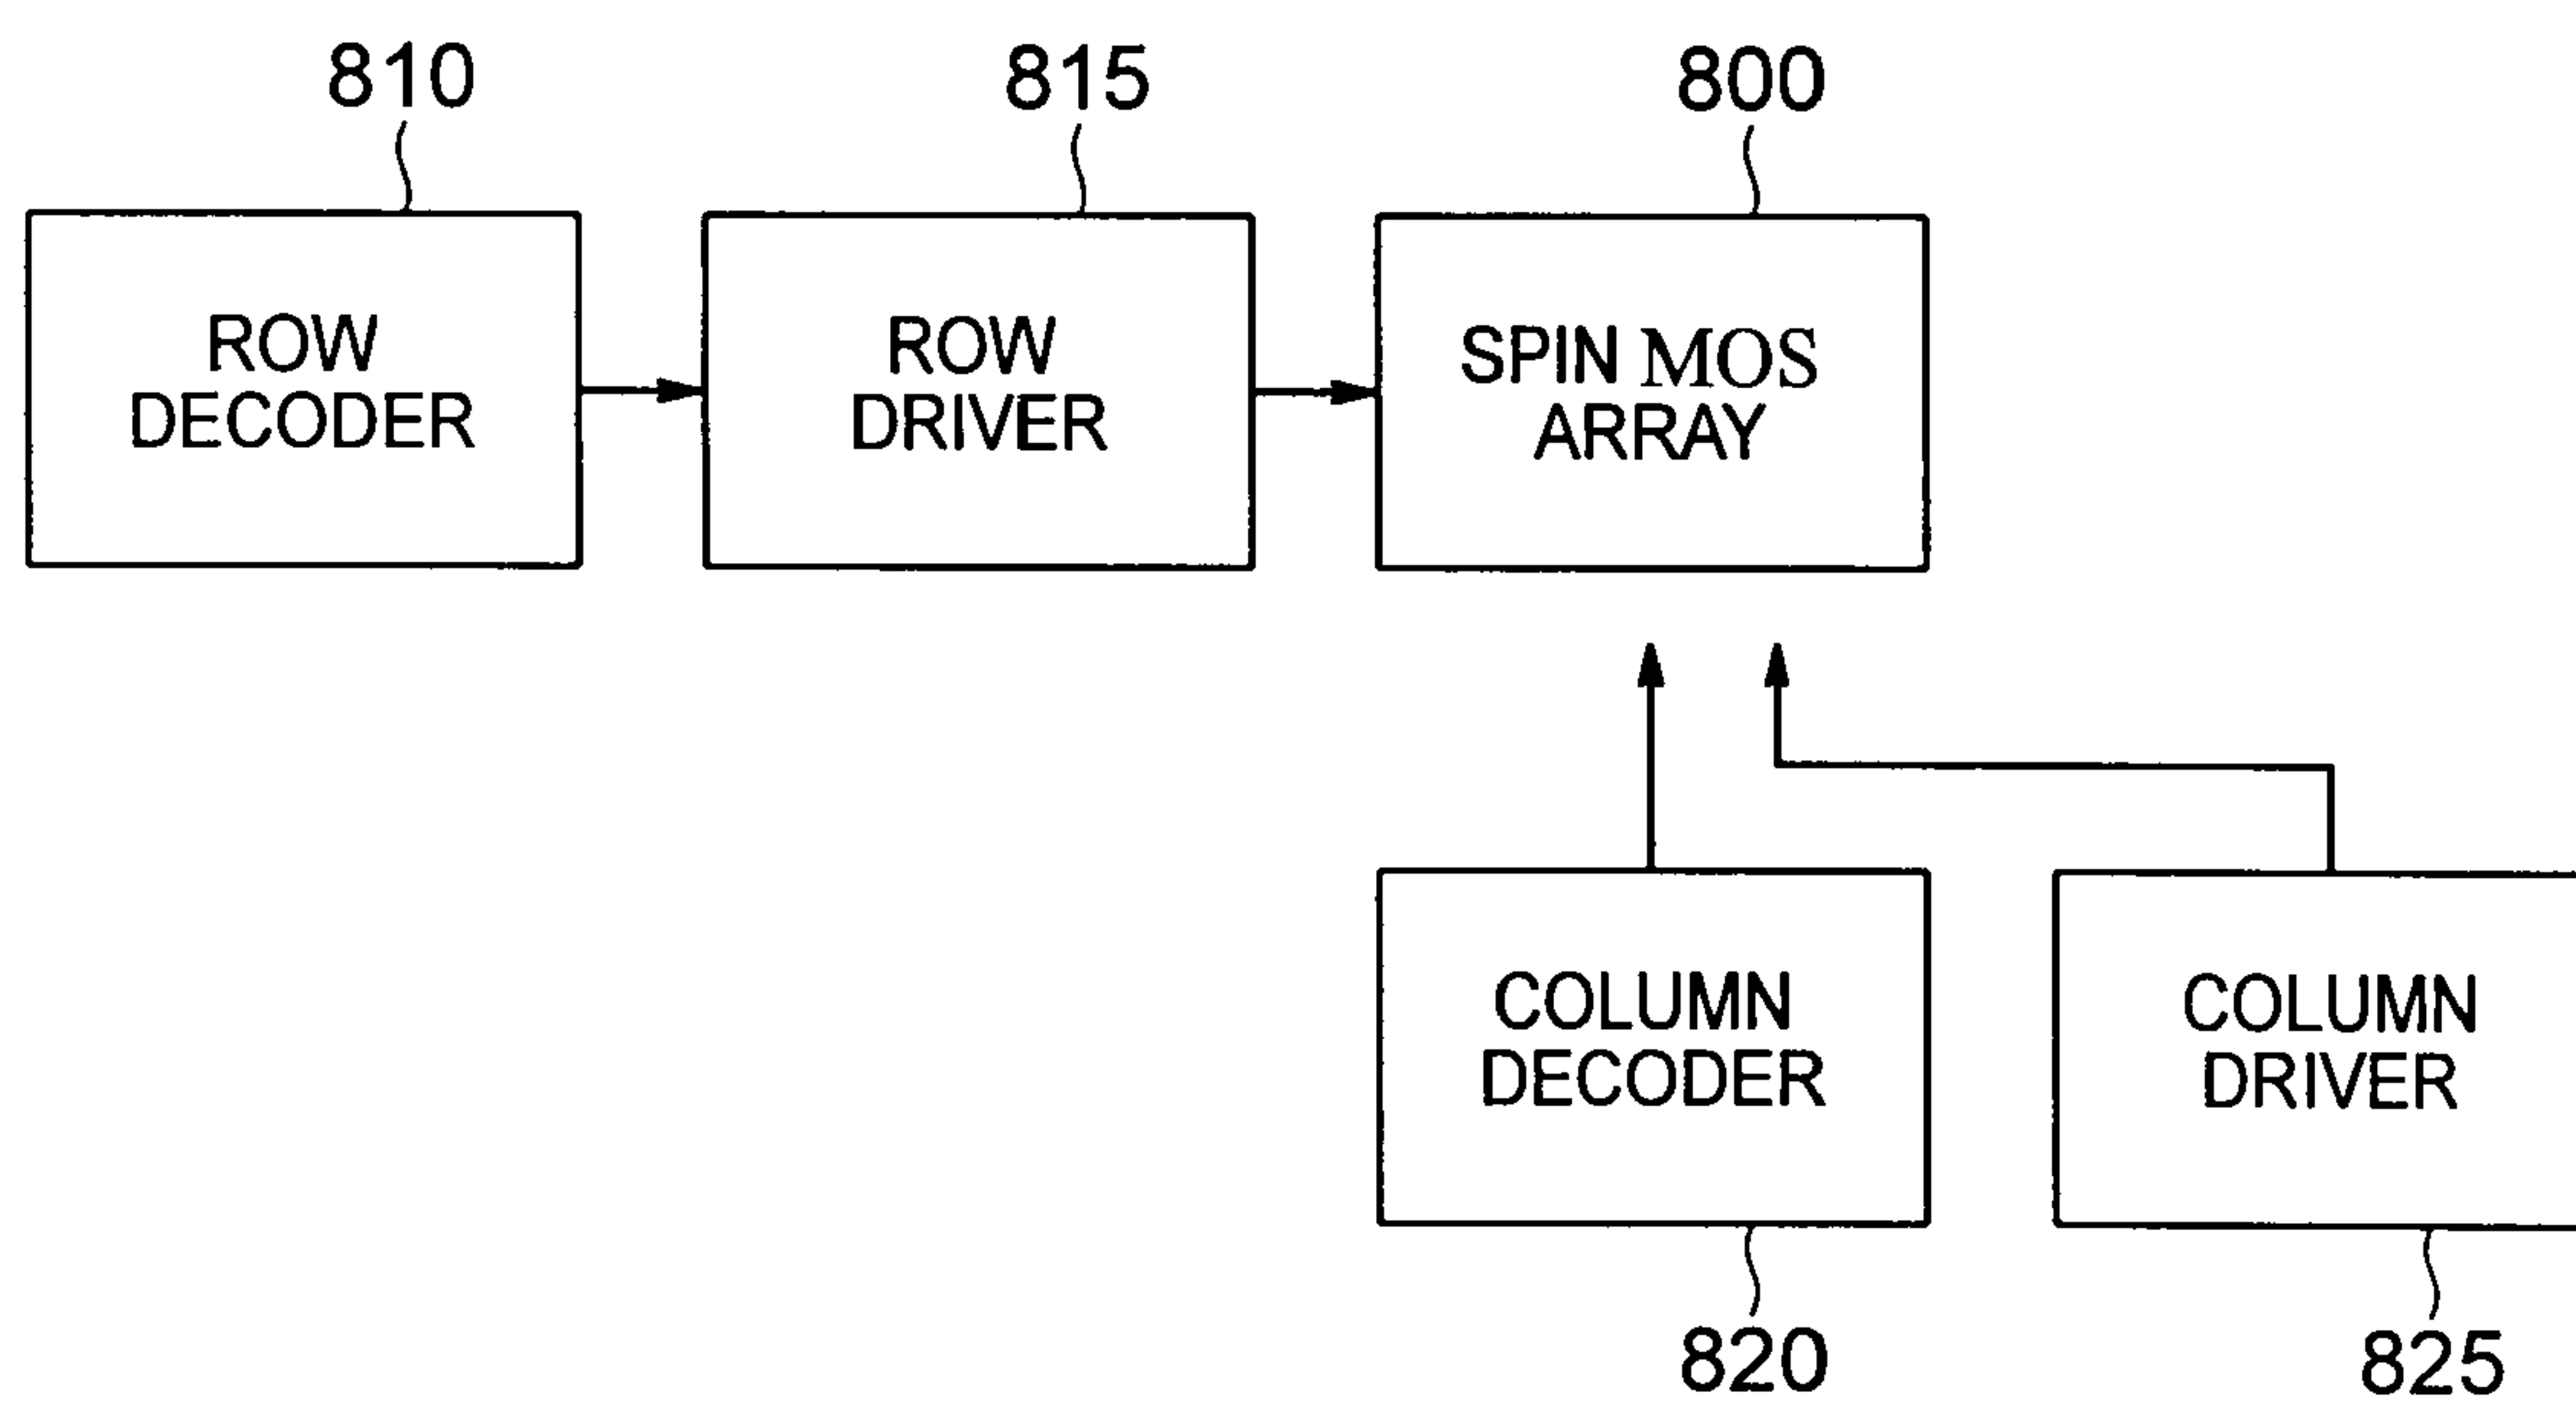 810
815
800
ROW
DECODER
ROW
DRIVER
SPIN MOS
ARRAY
COLUMN
DECODER
COLUMN
DRIVER
820
825